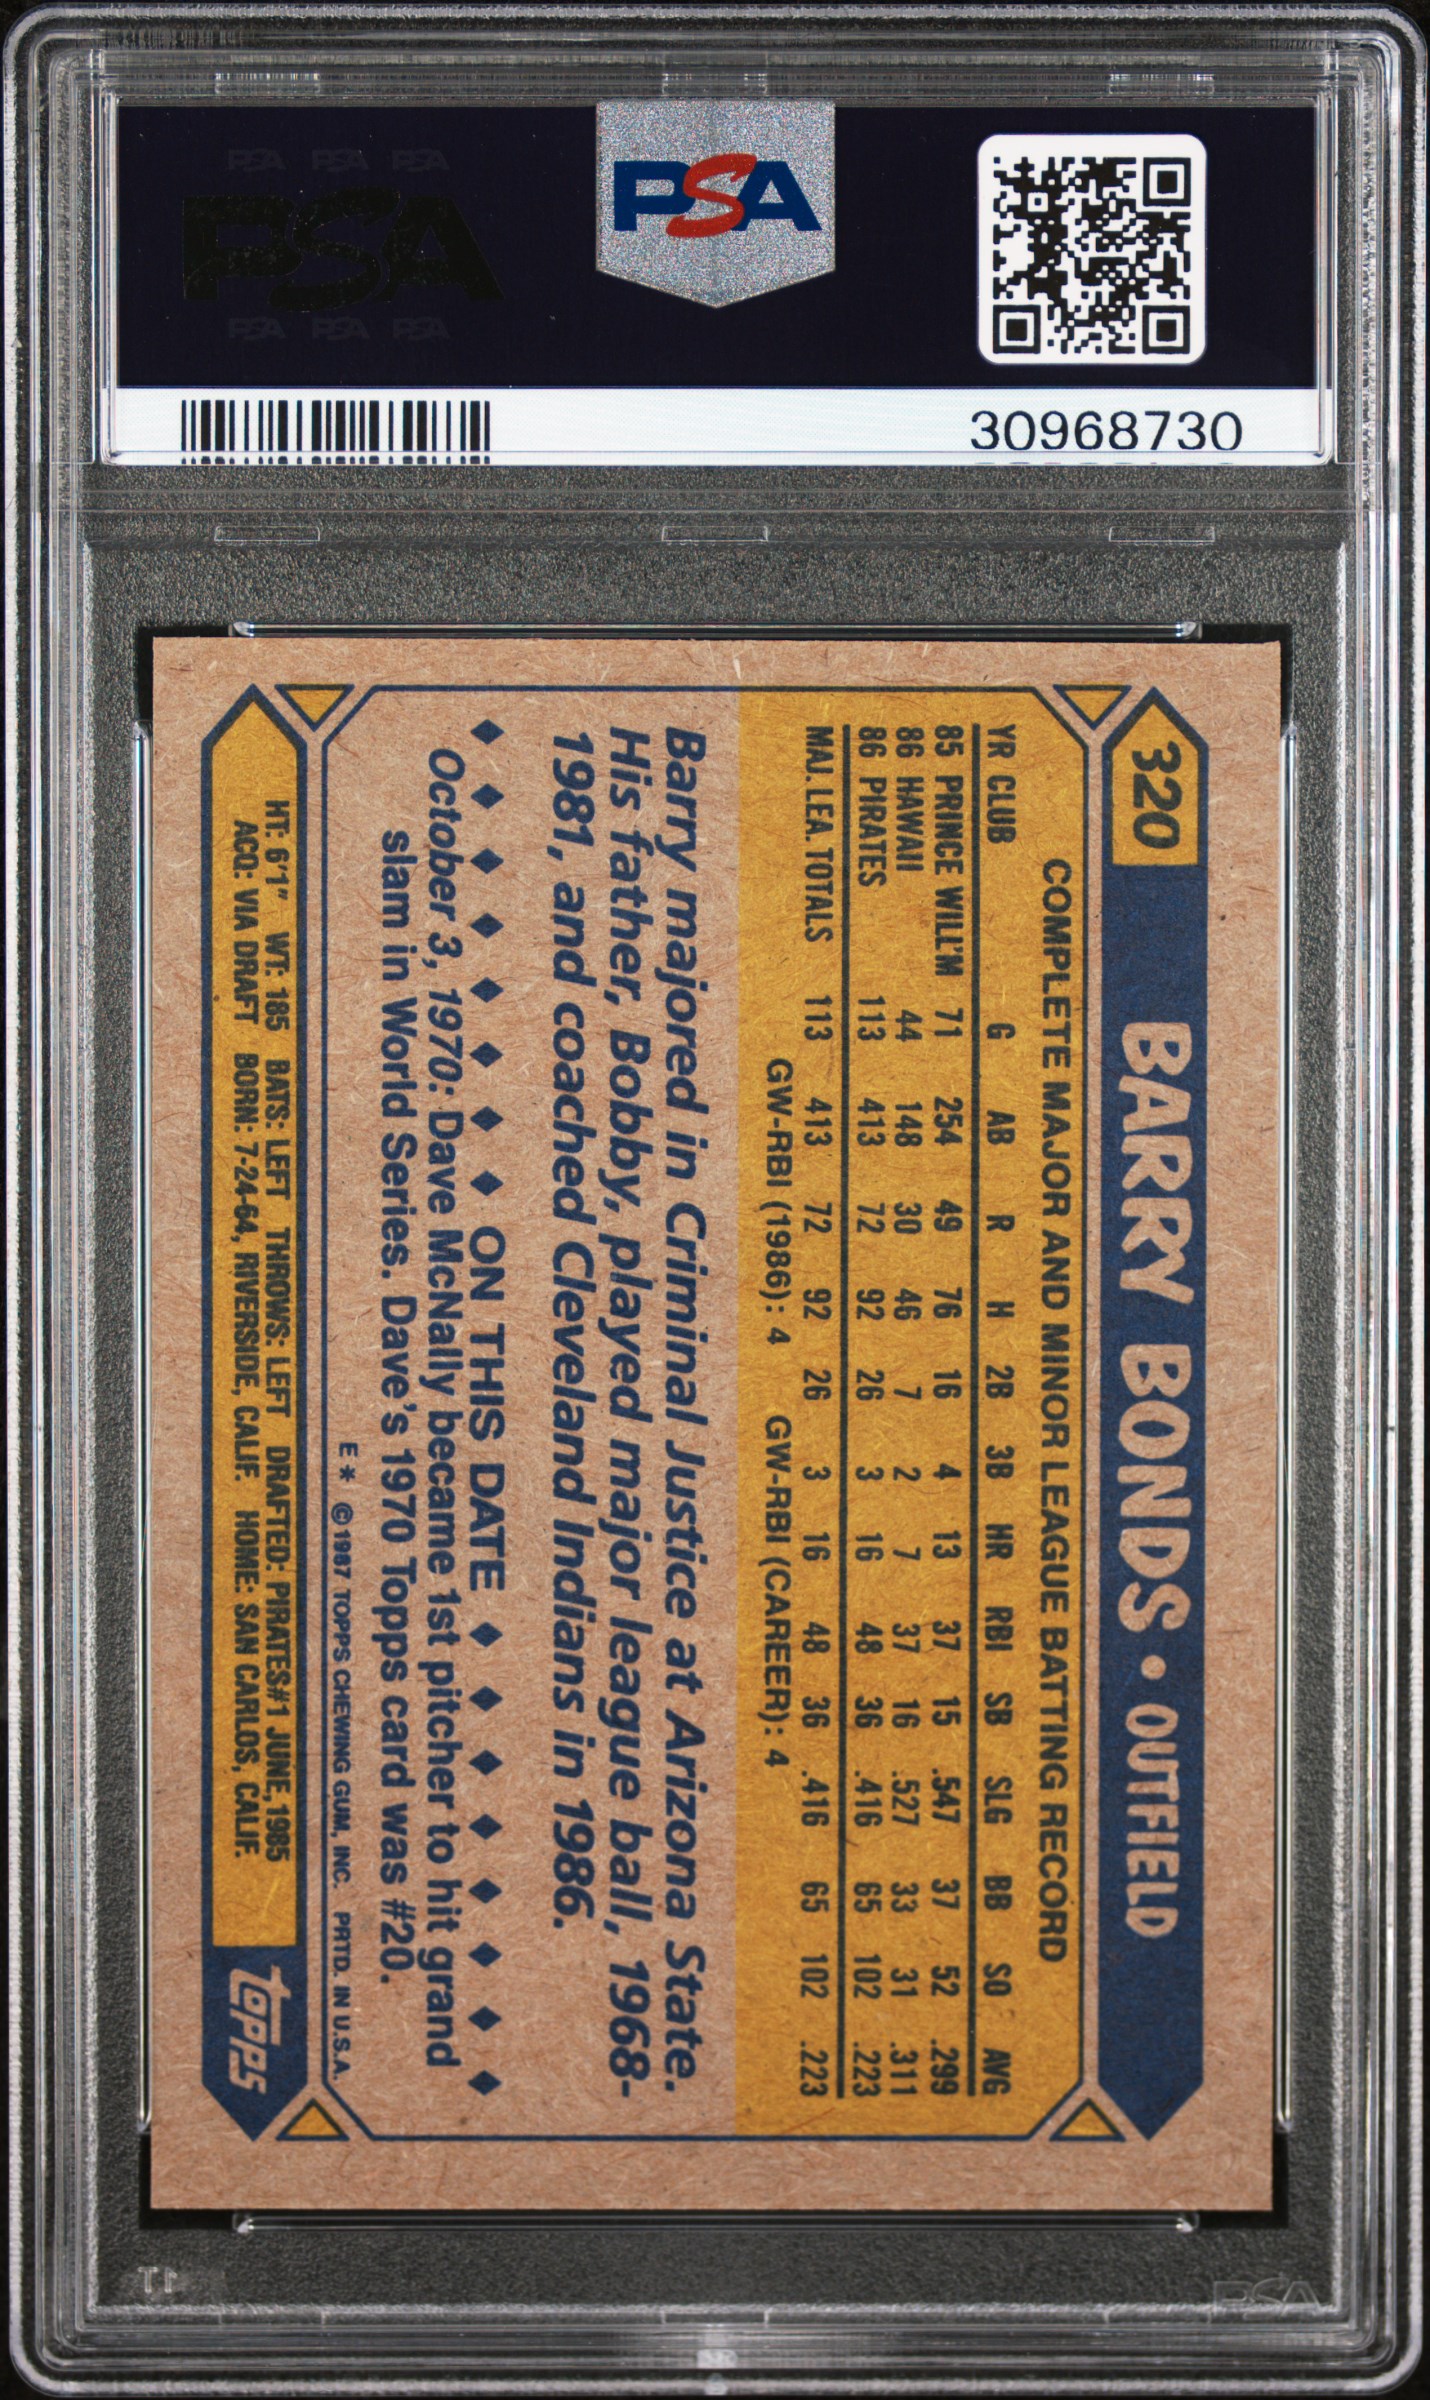 PSA PSA PSA
PSA
PSA PSA PSA
PSA
30968730
320 BARRY BONDS • OUTFIELD
COMPLETE MAJOR AND MINOR LEAGUE BATTING RECORD
YR CLUB G AB R H 2B 3B HR RBI SB SLG BB SO AVG
85 PRINCE WILL'M 71 254 49 76 16 4 13 37 15 .547 37 52 .299
86 HAWAII 44 148 30 46 7 2 7 37 16 .527 33 31 .311
86 PIRATES 113 413 72 92 26 3 16 48 36 .416 65 102 .223
MAJ. LEA. TOTALS 113 413 72 92 26 3 16 48 36 .416 65 102 .223
GW-RBI (1986): 4 GW-RBI (CAREER): 4
Barry majored in Criminal Justice at Arizona State.
His father, Bobby, played major league ball, 1968-
1981, and coached Cleveland Indians in 1986.
◆ ◆ ◆ ◆ ◆ ◆ ◆ ◆ ON THIS DATE ◆ ◆ ◆ ◆ ◆ ◆ ◆ ◆
October 3, 1970: Dave McNally became 1st pitcher to hit grand
slam in World Series. Dave's 1970 Topps card was #20.
E* ©1987 TOPPS CHEWING GUM, INC. PRTD. IN U.S.A.
HT: 6'1" WT: 185 BATS: LEFT THROWS: LEFT DRAFTED: PIRATES#1 JUNE, 1985
ACQ: VIA DRAFT BORN: 7-24-64, RIVERSIDE, CALIF. HOME: SAN CARLOS, CALIF.
topps
PSA